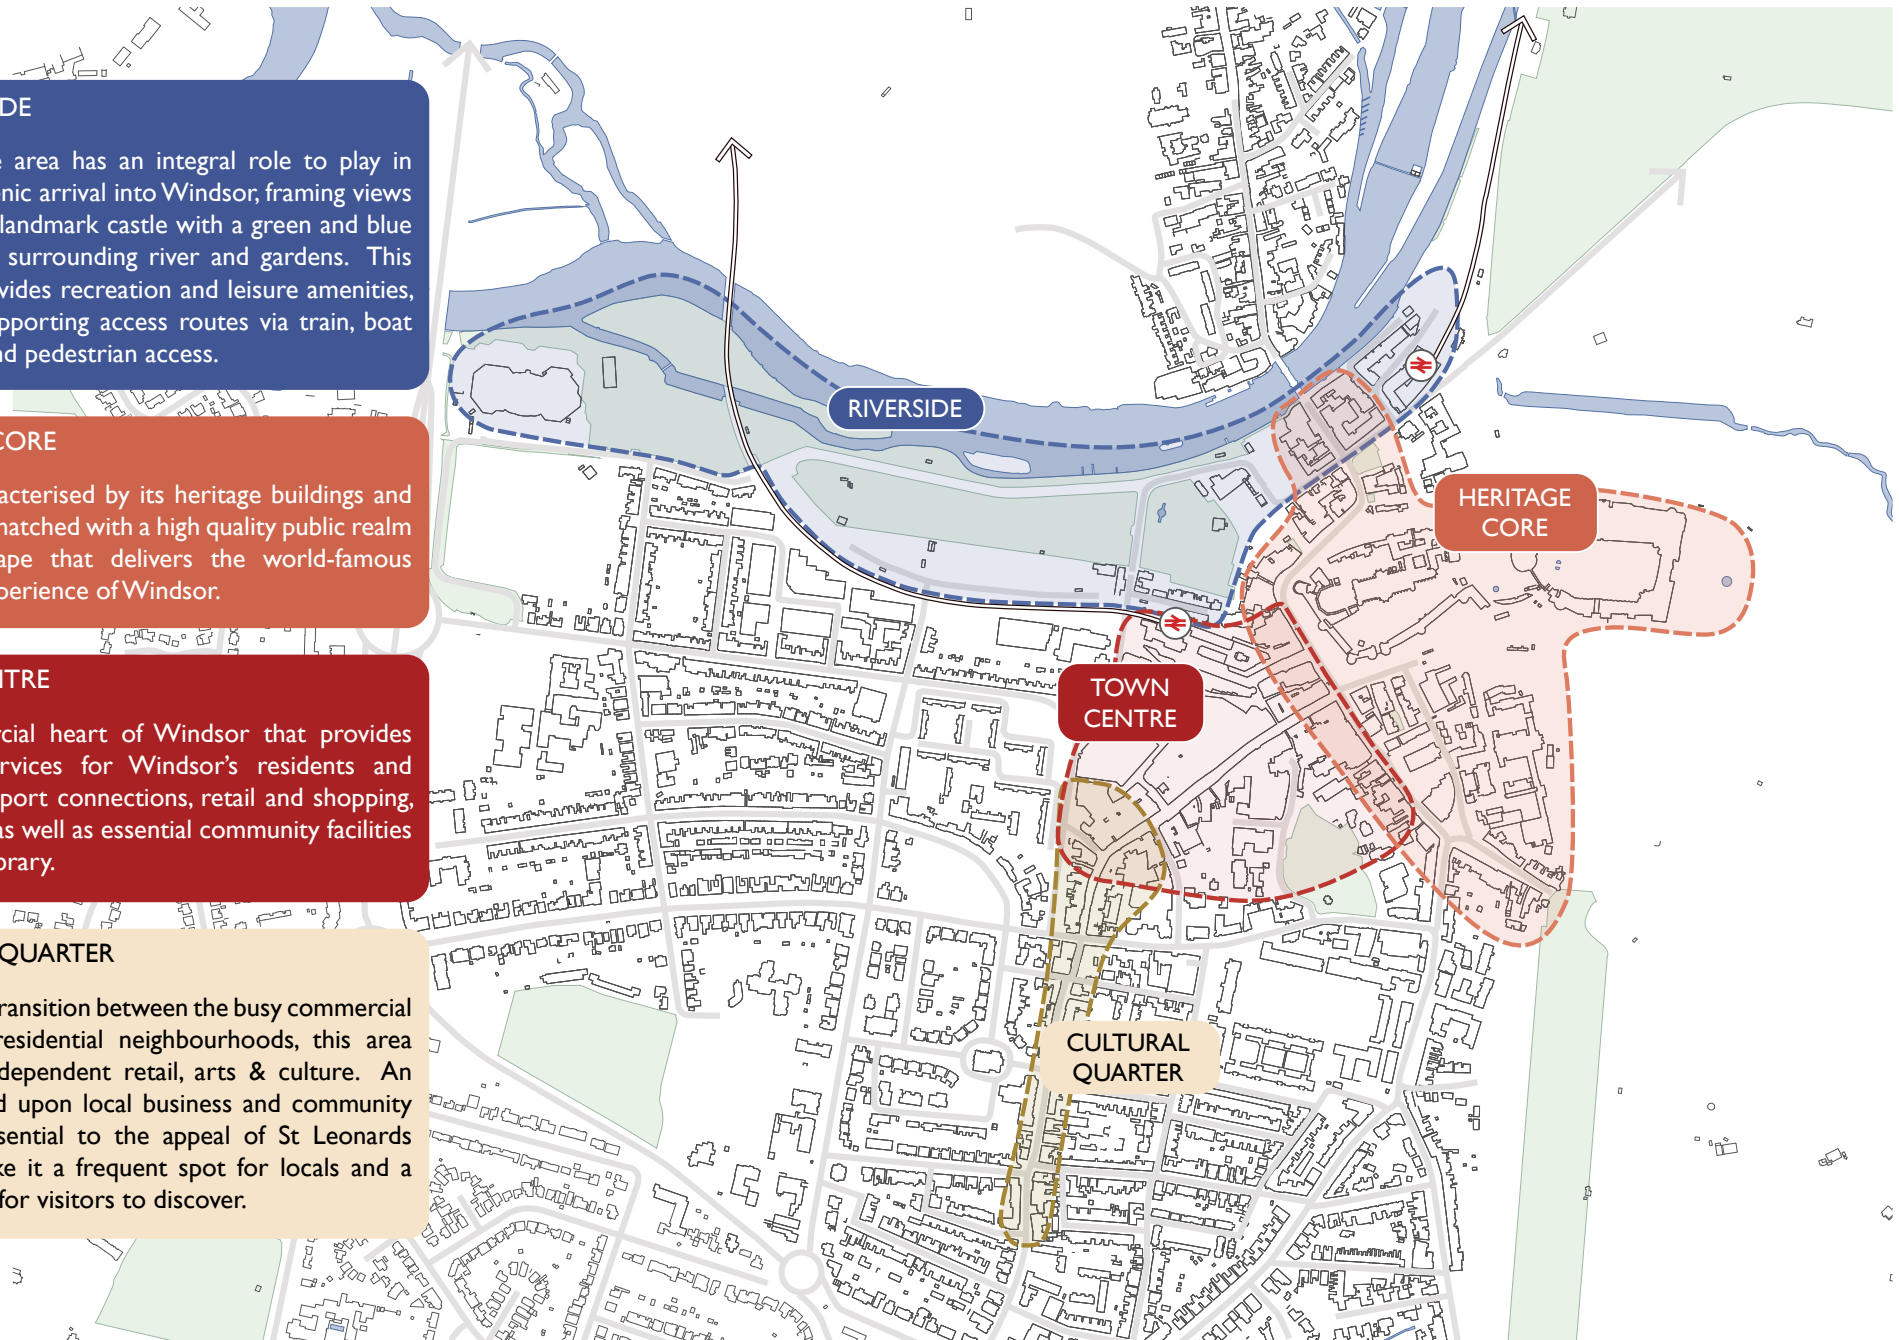 DE
area has an integral role to play in
nic arrival into Windsor, framing views
landmark castle with a green and blue
surrounding river and gardens. This
vides recreation and leisure amenities,
pporting access routes via train, boat
nd pedestrian access.
CORE
acterised by its heritage buildings and
matched with a high quality public realm
ape that delivers the world-famous
perience of Windsor.
NTRE
rcial heart of Windsor that provides
rvices for Windsor's residents and
port connections, retail and shopping,
as well as essential community facilities
brary.
QUARTER
transition between the busy commercial
residential neighbourhoods, this area
dependent retail, arts & culture. An
d upon local business and community
sential to the appeal of St Leonards
ke it a frequent spot for locals and a
for visitors to discover.
RIVERSIDE
HERITAGE
CORE
TOWN
CENTRE
CULTURAL
QUARTER